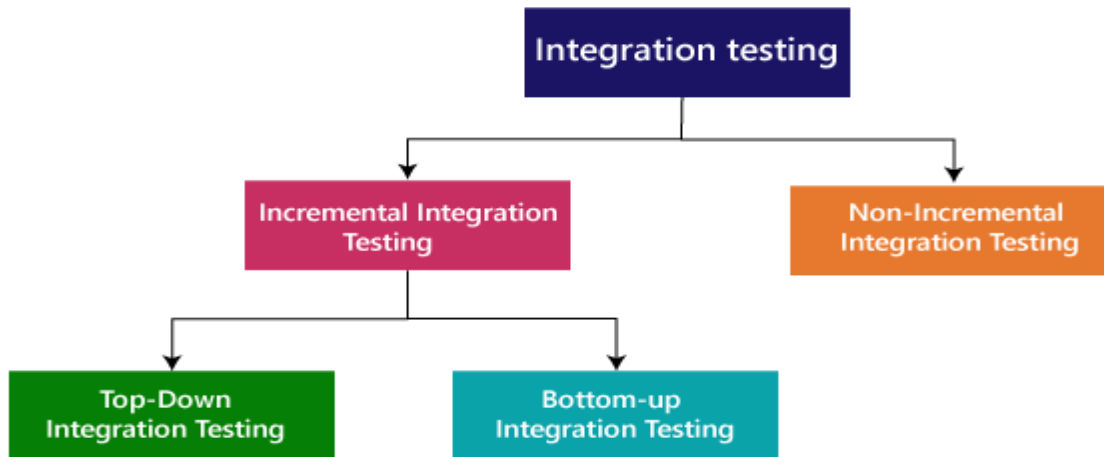 Integration testing
Incremental Integration
Testing
Non-Incremental
Integration Testing
Top-Down
Integration Testing
Bottom-up
Integration Testing